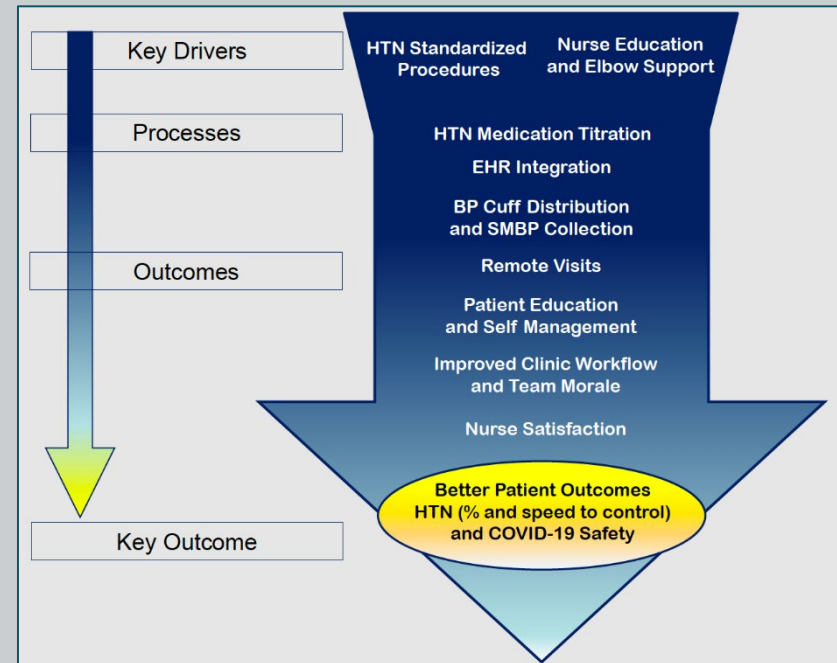 Key Drivers
HTN Standardized
Procedures
Nurse Education
and Elbow Support
Processes
HTN Medication Titration
EHR Integration
BP Cuff Distribution
and SMBP Collection
Outcomes
Remote Visits
Patient Education
and Self Management
Improved Clinic Workflow
and Team Morale
Nurse Satisfaction
Key Outcome
Better Patient Outcomes
HTN (% and speed to control)
and COVID-19 Safety